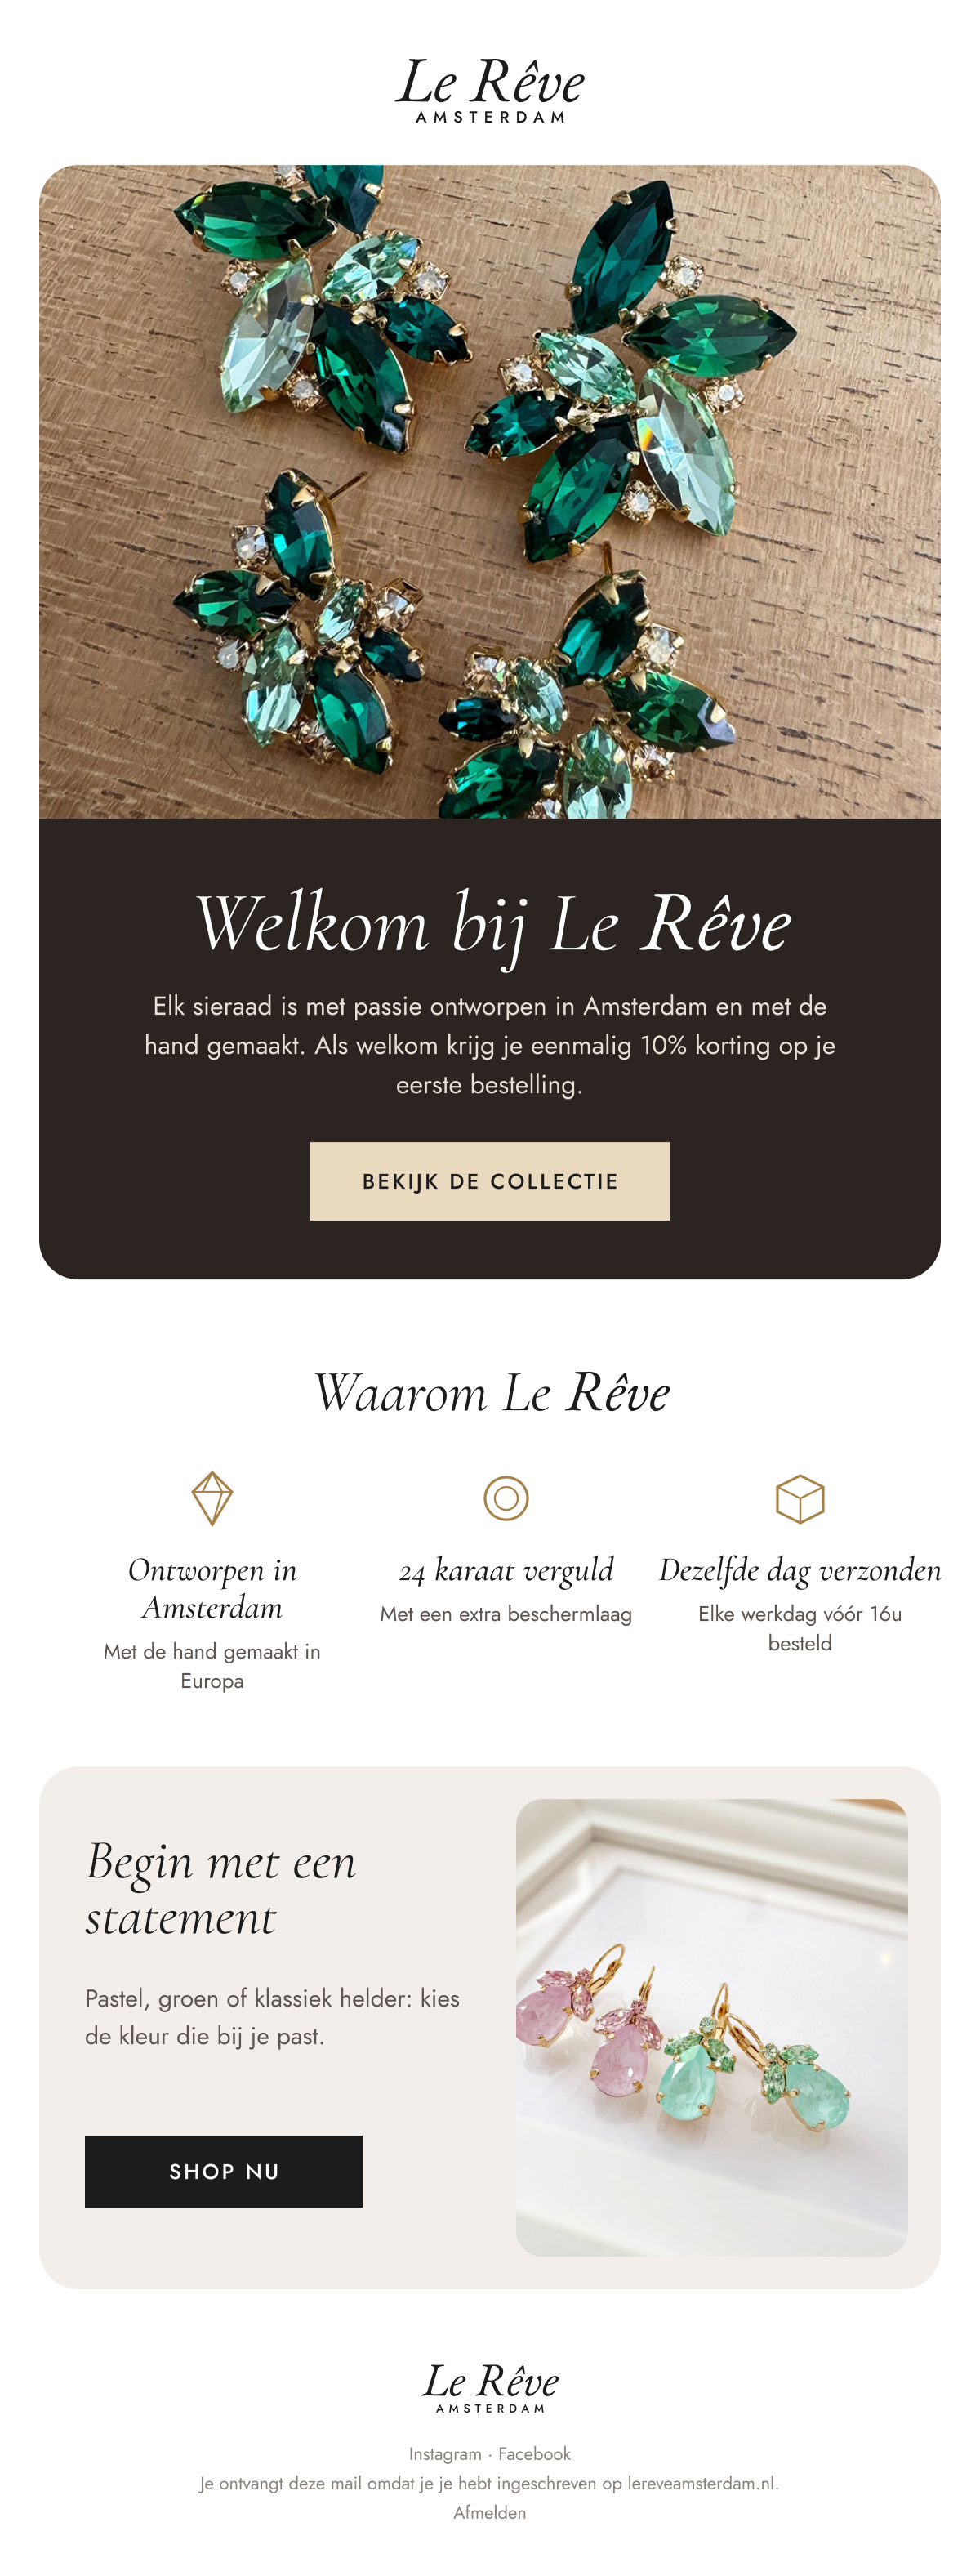 Le Rêve
AMSTERDAM
Welkom bij Le Rêve
Elk sieraad is met passie ontworpen in Amsterdam en met de
hand gemaakt. Als welkom krijg je eenmalig 10% korting op je
eerste bestelling.
BEKIJK DE COLLECTIE
Waarom Le Rêve
Ontworpen in
Amsterdam
Met de hand gemaakt in
Europa
24 karaat verguld
Met een extra beschermlaag
Dezelfde dag verzonden
Elke werkdag vóór 16u
besteld
Begin met een
statement
Pastel, groen of klassiek helder: kies
de kleur die bij je past.
SHOP NU
Le Rêve
AMSTERDAM
Instagram · Facebook
Je ontvangt deze mail omdat je je hebt ingeschreven op lereveamsterdam.nl.
Afmelden